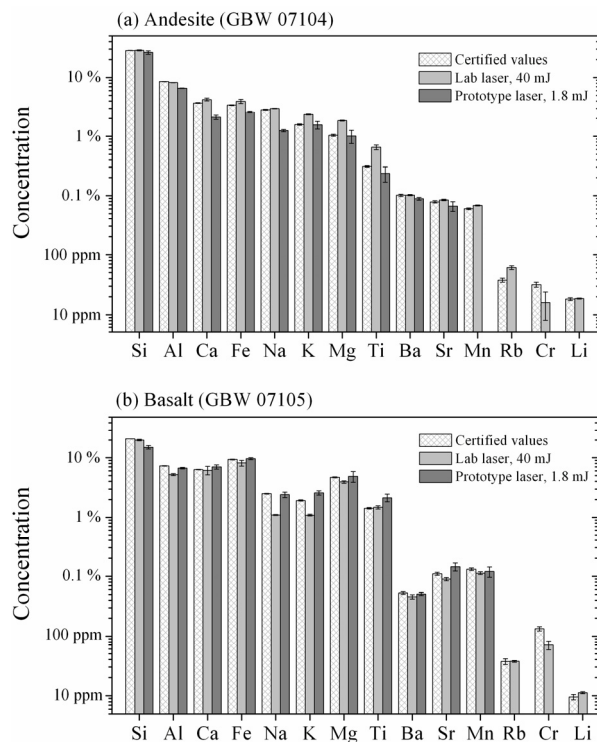 (a) Andesite (GBW 07104)
Concentration
10 %
1 %
0.1 %
100 ppm
10 ppm
Certified values
Lab laser, 40 mJ
Prototype laser, 1.8 mJ
Si Al Ca Fe Na K Mg Ti Ba Sr Mn Rb Cr Li
(b) Basalt (GBW 07105)
Concentration
10 %
1 %
0.1 %
100 ppm
10 ppm
Certified values
Lab laser, 40 mJ
Prototype laser, 1.8 mJ
Si Al Ca Fe Na K Mg Ti Ba Sr Mn Rb Cr Li